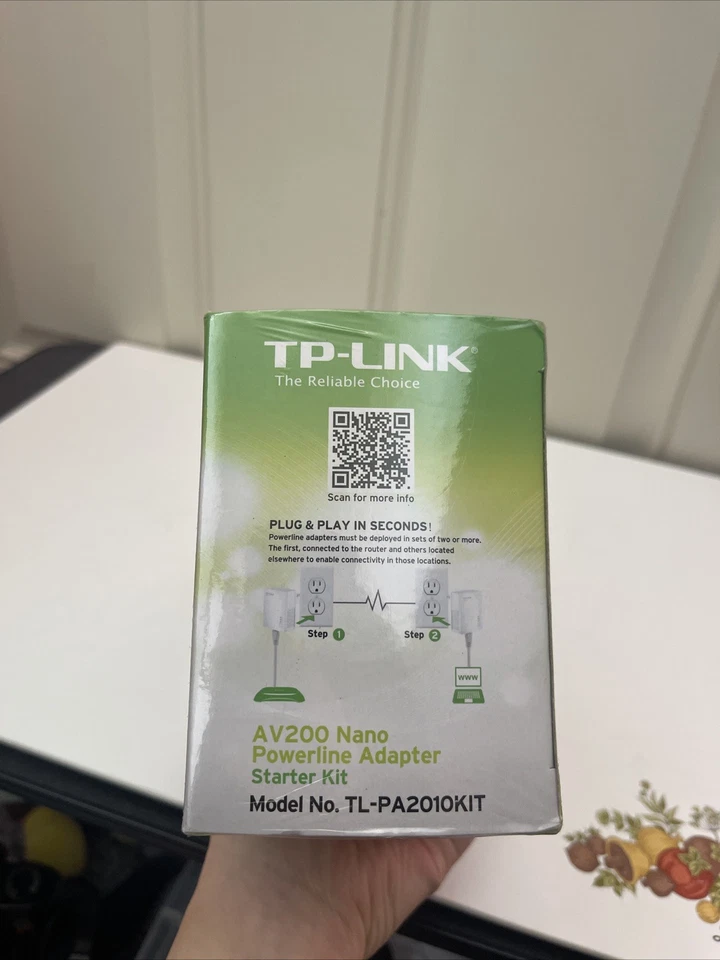 TP-LINK®
The Reliable Choice
Scan for more info
PLUG & PLAY IN SECONDS!
Powerline adapters must be deployed in sets of two or more.
The first, connected to the router and others located
elsewhere to enable connectivity in those locations.
Step 1
Step 2
www
AV200 Nano
Powerline Adapter
Starter Kit
Model No. TL-PA2010KIT